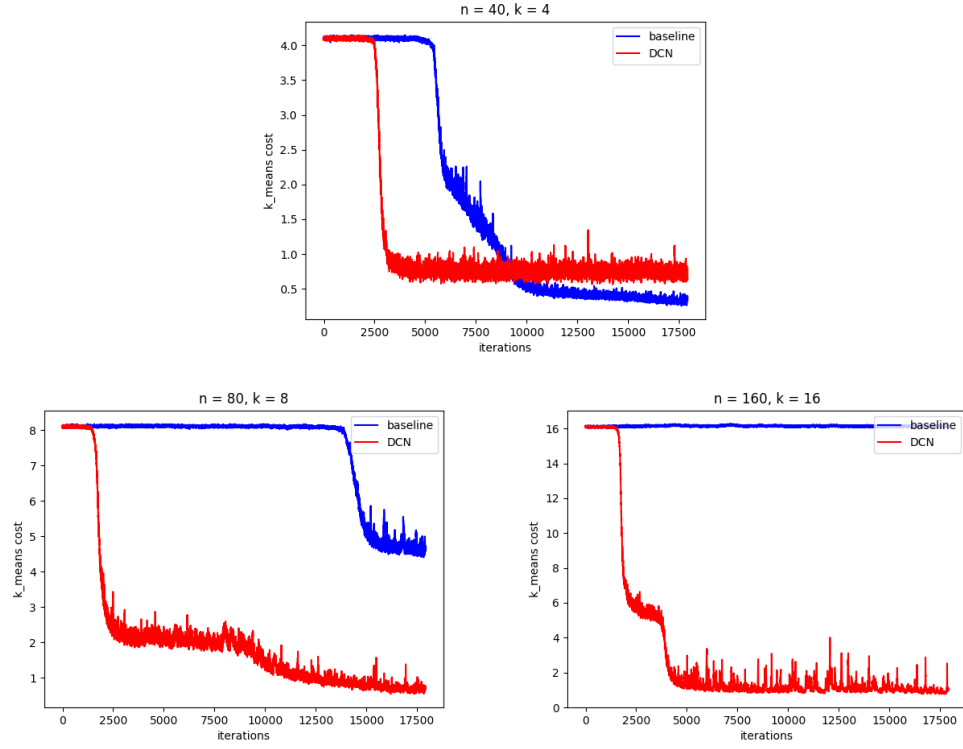 n = 40, k = 4
baseline
DCN
k_means cost
4.0
3.5
3.0
2.5
2.0
1.5
1.0
0.5
0 2500 5000 7500 10000 12500 15000 17500
iterations
n = 80, k = 8
baseline
DCN
k_means cost
8
7
6
5
4
3
2
1
0 2500 5000 7500 10000 12500 15000 17500
iterations
n = 160, k = 16
baseline
DCN
k_means cost
16
14
12
10
8
6
4
2
0
0 2500 5000 7500 10000 12500 15000 17500
iterations